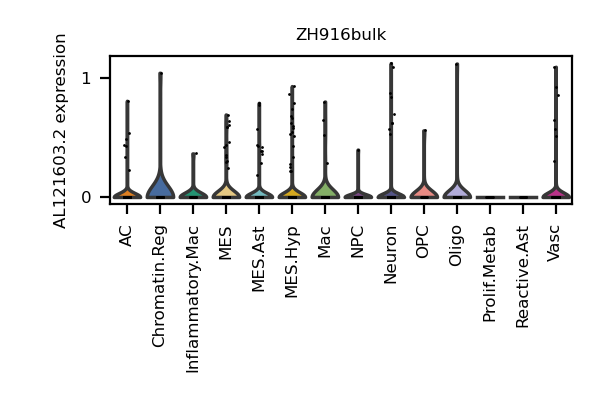 ZH916bulk
AL121603.2 expression
1
0
AC
Chromatin.Reg
Inflammatory.Mac
MES
MES.Ast
MES.Hyp
Mac
NPC
Neuron
OPC
Oligo
Prolif.Metab
Reactive.Ast
Vasc